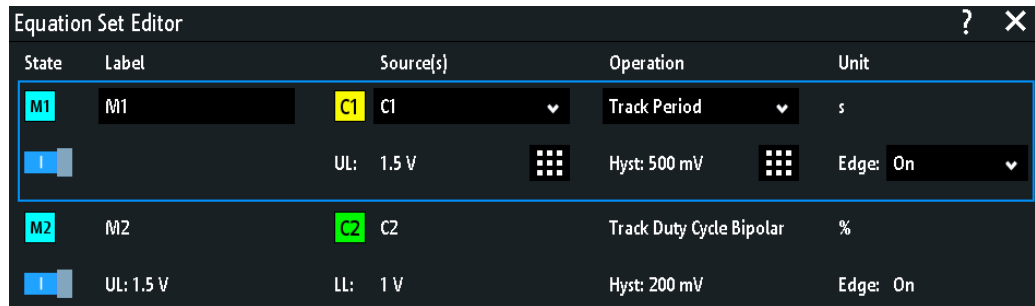 Equation Set Editor ? ✕
State Label Source(s) Operation Unit
M1 M1 C1 C1 Track Period s
I UL: 1.5 V Hyst: 500 mV Edge: On
M2 M2 C2 C2 Track Duty Cycle Bipolar %
I UL: 1.5 V LL: 1 V Hyst: 200 mV Edge: On